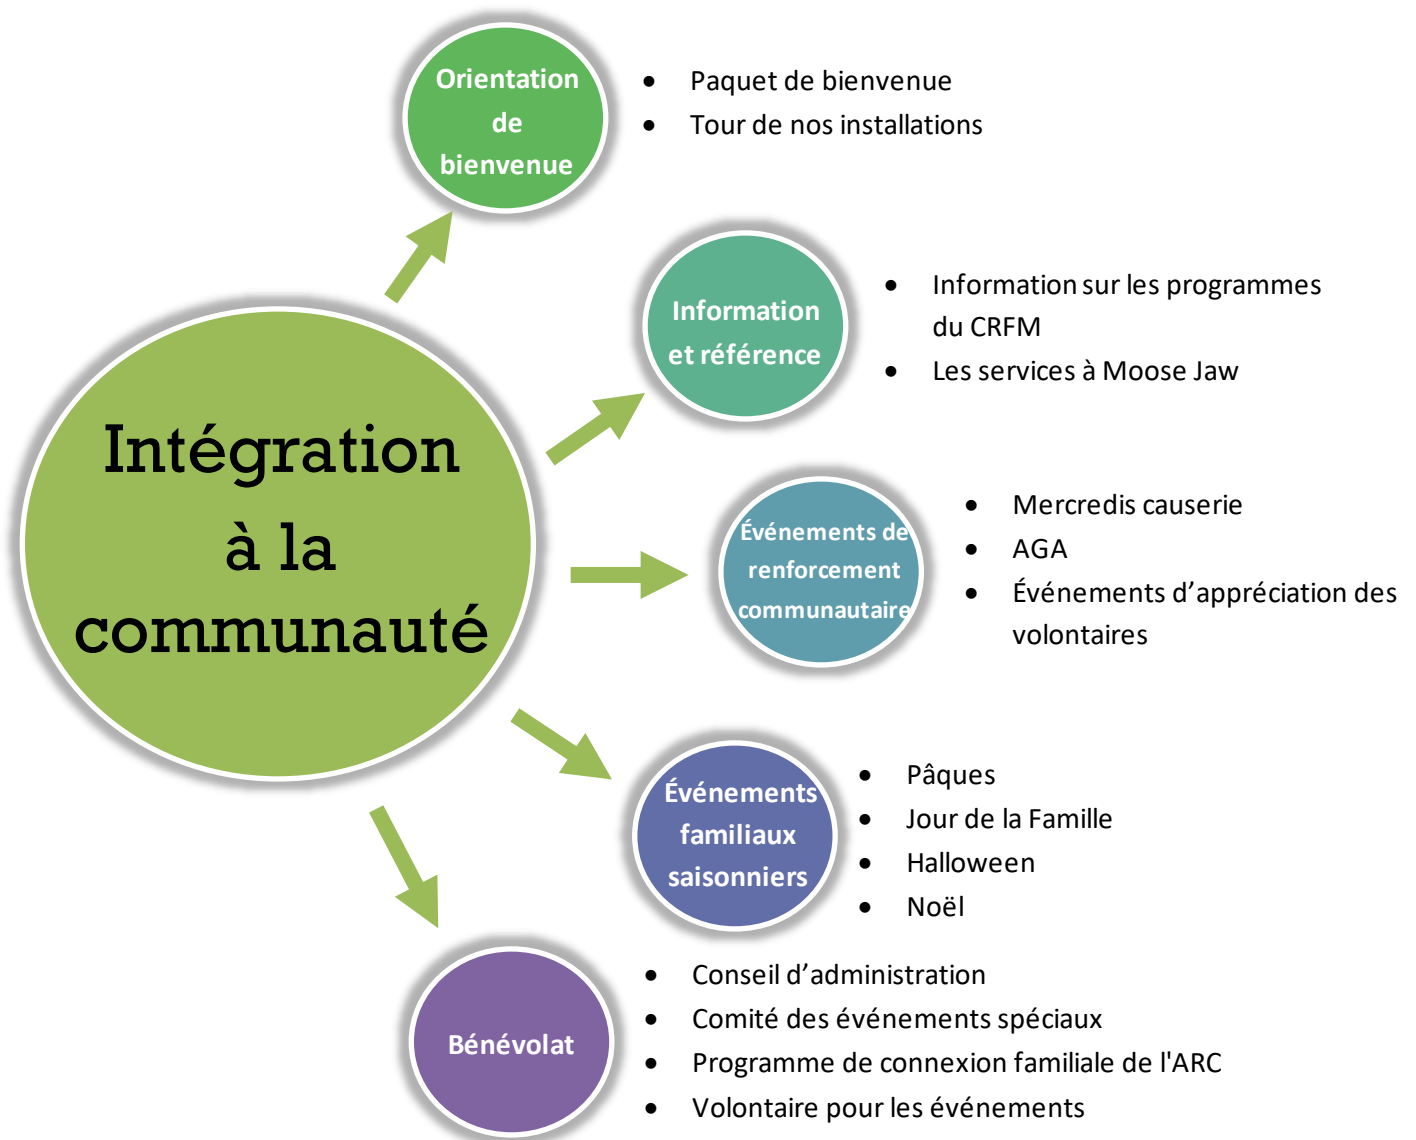 Orientation
de
bienvenue
• Paquet de bienvenue
• Tour de nos installations
Information
et référence
• Information sur les programmes
du CRFM
• Les services à Moose Jaw
Intégration
à la
communauté
Événements de
renforcement
communautaire
• Mercredis causerie
• AGA
• Événements d’appréciation des
volontaires
Événements
familiaux
saisonniers
• Pâques
• Jour de la Famille
• Halloween
• Noël
Bénévolat
• Conseil d’administration
• Comité des événements spéciaux
• Programme de connexion familiale de l'ARC
• Volontaire pour les événements